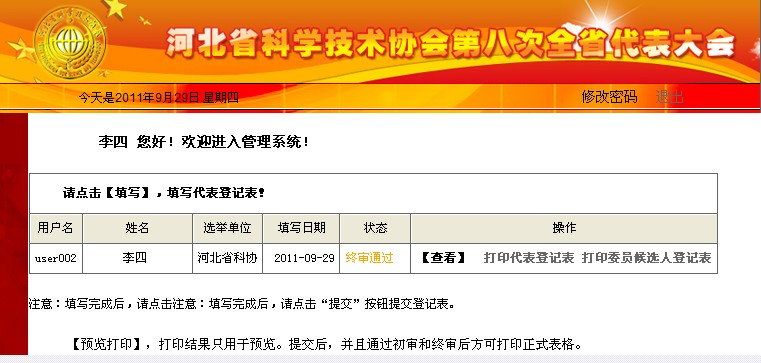 河北省科学技术协会第八次全省代表大会
今天是2011年9月29日 星期四 修改密码 退出
李四 您好！欢迎进入管理系统！
请点击【填写】，填写代表登记表！
用户名 姓名 选举单位 填写日期 状态 操作
user002 李四 河北省科协 2011-09-29 终审通过 【查看】 打印代表登记表 打印委员候选人登记表
注意：填写完成后，请点击注意：填写完成后，请点击“提交”按钮提交登记表。
【预览打印】，打印结果只用于预览。提交后，并且通过初审和终审后方可打印正式表格。